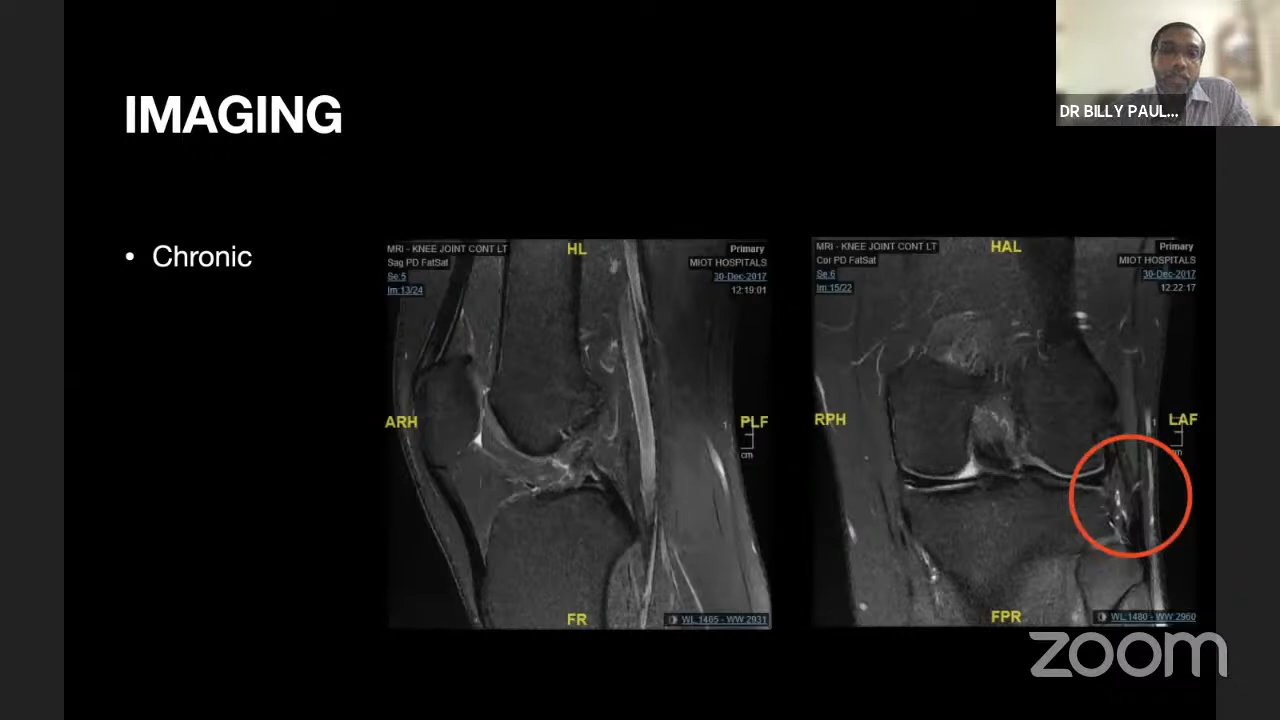 DR BILLY PAUL...
IMAGING
• Chronic
MRI - KNEE JOINT CONT LT
Sag PD FatSat
Se:5
Im:13/24
HL
Primary
MIOT HOSPITALS
30-Dec-2017
12:19:01
ARH
1
PLF
cm
FR
WL:1465 - WW:2931
MRI - KNEE JOINT CONT LT
Cor PD FatSat
Se:6
Im:15/22
HAL
Primary
MIOT HOSPITALS
30-Dec-2017
12:22:17
RPH
1
LAF
cm
FPR
WL:1480 - WW:2960
zoom